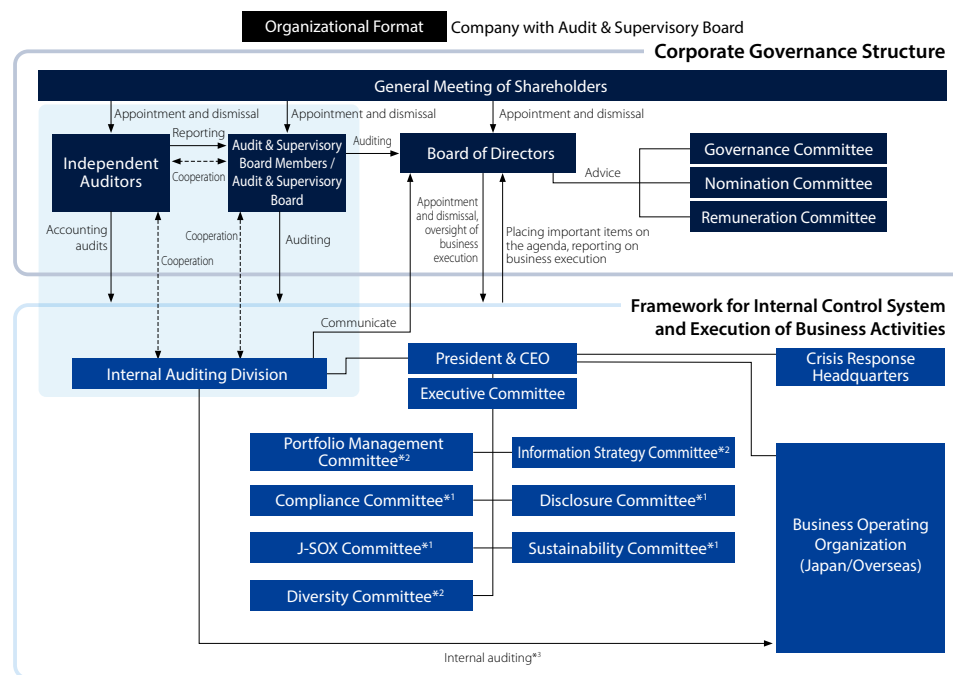 Organizational Format
Company with Audit & Supervisory Board
Corporate Governance Structure
General Meeting of Shareholders
Appointment and dismissal
Appointment and dismissal
Appointment and dismissal
Independent
Auditors
Reporting
Cooperation
Audit & Supervisory
Board Members /
Audit & Supervisory
Board
Auditing
Board of Directors
Advice
Governance Committee
Nomination Committee
Remuneration Committee
Accounting
audits
Cooperation
Cooperation
Auditing
Appointment
and dismissal,
oversight of
business
execution
Placing important items on
the agenda, reporting on
business execution
Framework for Internal Control System
and Execution of Business Activities
Communicate
Internal Auditing Division
President & CEO
Executive Committee
Crisis Response
Headquarters
Portfolio Management
Committee*2
Information Strategy Committee*2
Compliance Committee*1
Disclosure Committee*1
J-SOX Committee*1
Sustainability Committee*1
Diversity Committee*2
Business Operating
Organization
(Japan/Overseas)
Internal auditing*3